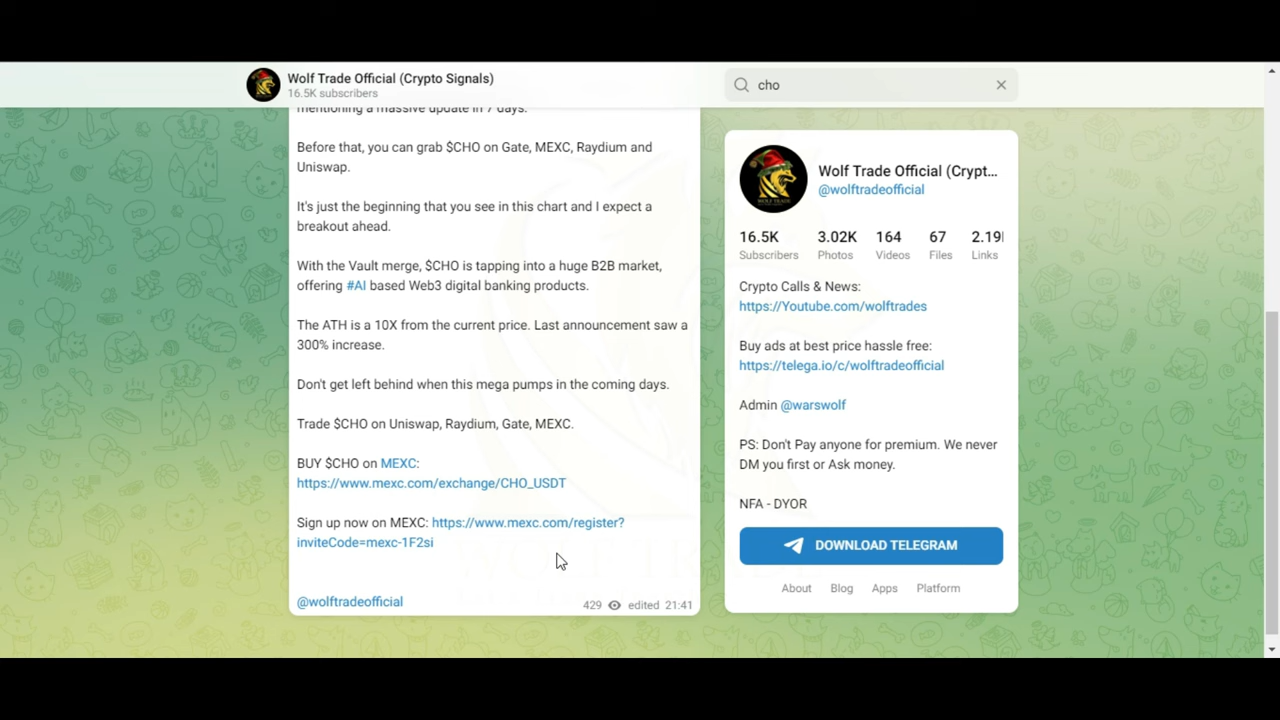 Wolf Trade Official (Crypto Signals)
16.5K subscribers
cho
mentioning a massive update in 7 days.
Before that, you can grab $CHO on Gate, MEXC, Raydium and
Uniswap.
It's just the beginning that you see in this chart and I expect a
breakout ahead.
With the Vault merge, $CHO is tapping into a huge B2B market,
offering #AI based Web3 digital banking products.
The ATH is a 10X from the current price. Last announcement saw a
300% increase.
Don't get left behind when this mega pumps in the coming days.
Trade $CHO on Uniswap, Raydium, Gate, MEXC.
BUY $CHO on MEXC:
https://www.mexc.com/exchange/CHO_USDT
Sign up now on MEXC: https://www.mexc.com/register?
inviteCode=mexc-1F2si
@wolftradeofficial
429 edited 21:41
Wolf Trade Official (Crypt...
@wolftradeofficial
16.5K 3.02K 164 67 2.19
Subscribers Photos Videos Files Links
Crypto Calls & News:
https://Youtube.com/wolftrades
Buy ads at best price hassle free:
https://telega.io/c/wolftradeofficial
Admin @warswolf
PS: Don't Pay anyone for premium. We never
DM you first or Ask money.
NFA - DYOR
DOWNLOAD TELEGRAM
About Blog Apps Platform